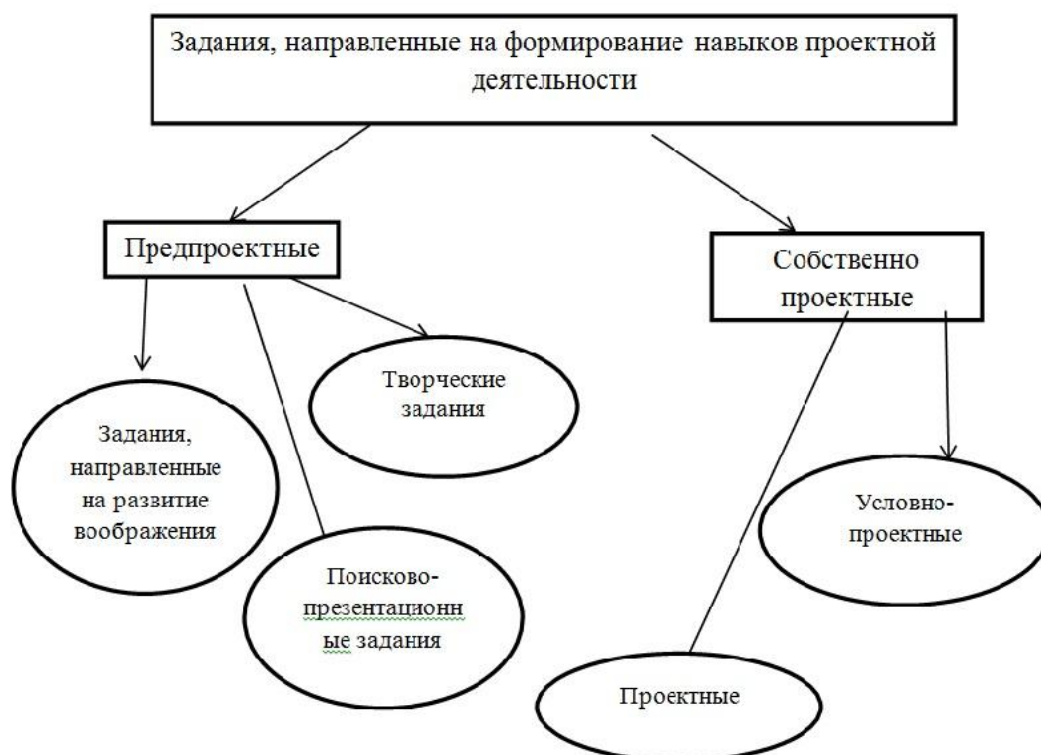 Задания, направленные на формирование навыков проектной
деятельности
Предпроектные
Собственно
проектные
Творческие
задания
Задания,
направленные
на развитие
воображения
Условно-
проектные
Поисково-
презентационн
ые задания
Проектные